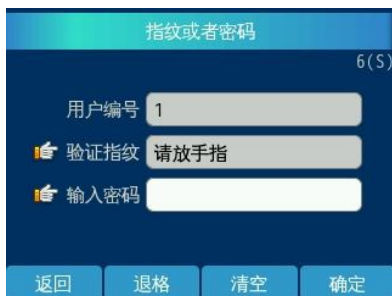 指纹或者密码
6(S)
用户编号 1
验证指纹 请放手指
输入密码
返回 退格 清空 确定